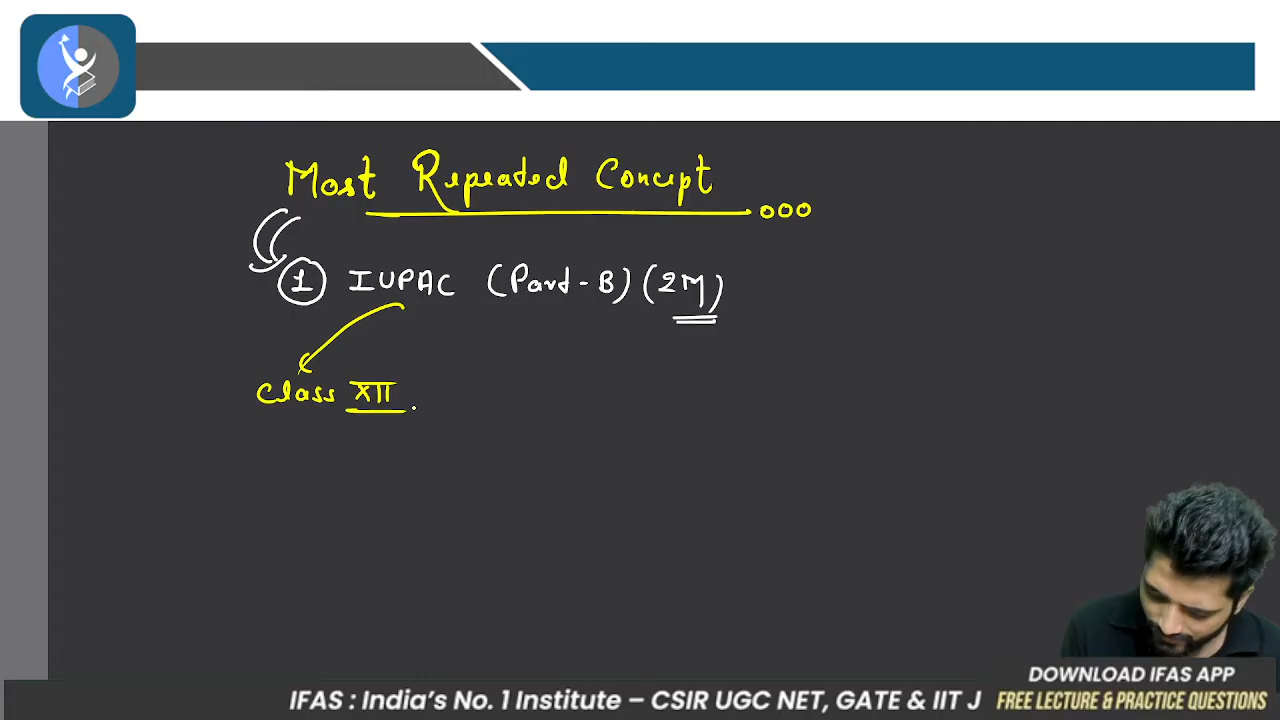 Most Repeated Concept
1 IUPAC (Part-B) (2M)
Class XII
DOWNLOAD IFAS APP
IFAS : India's No. 1 Institute – CSIR UGC NET, GATE & IIT J
FREE LECTURE & PRACTICE QUESTIONS